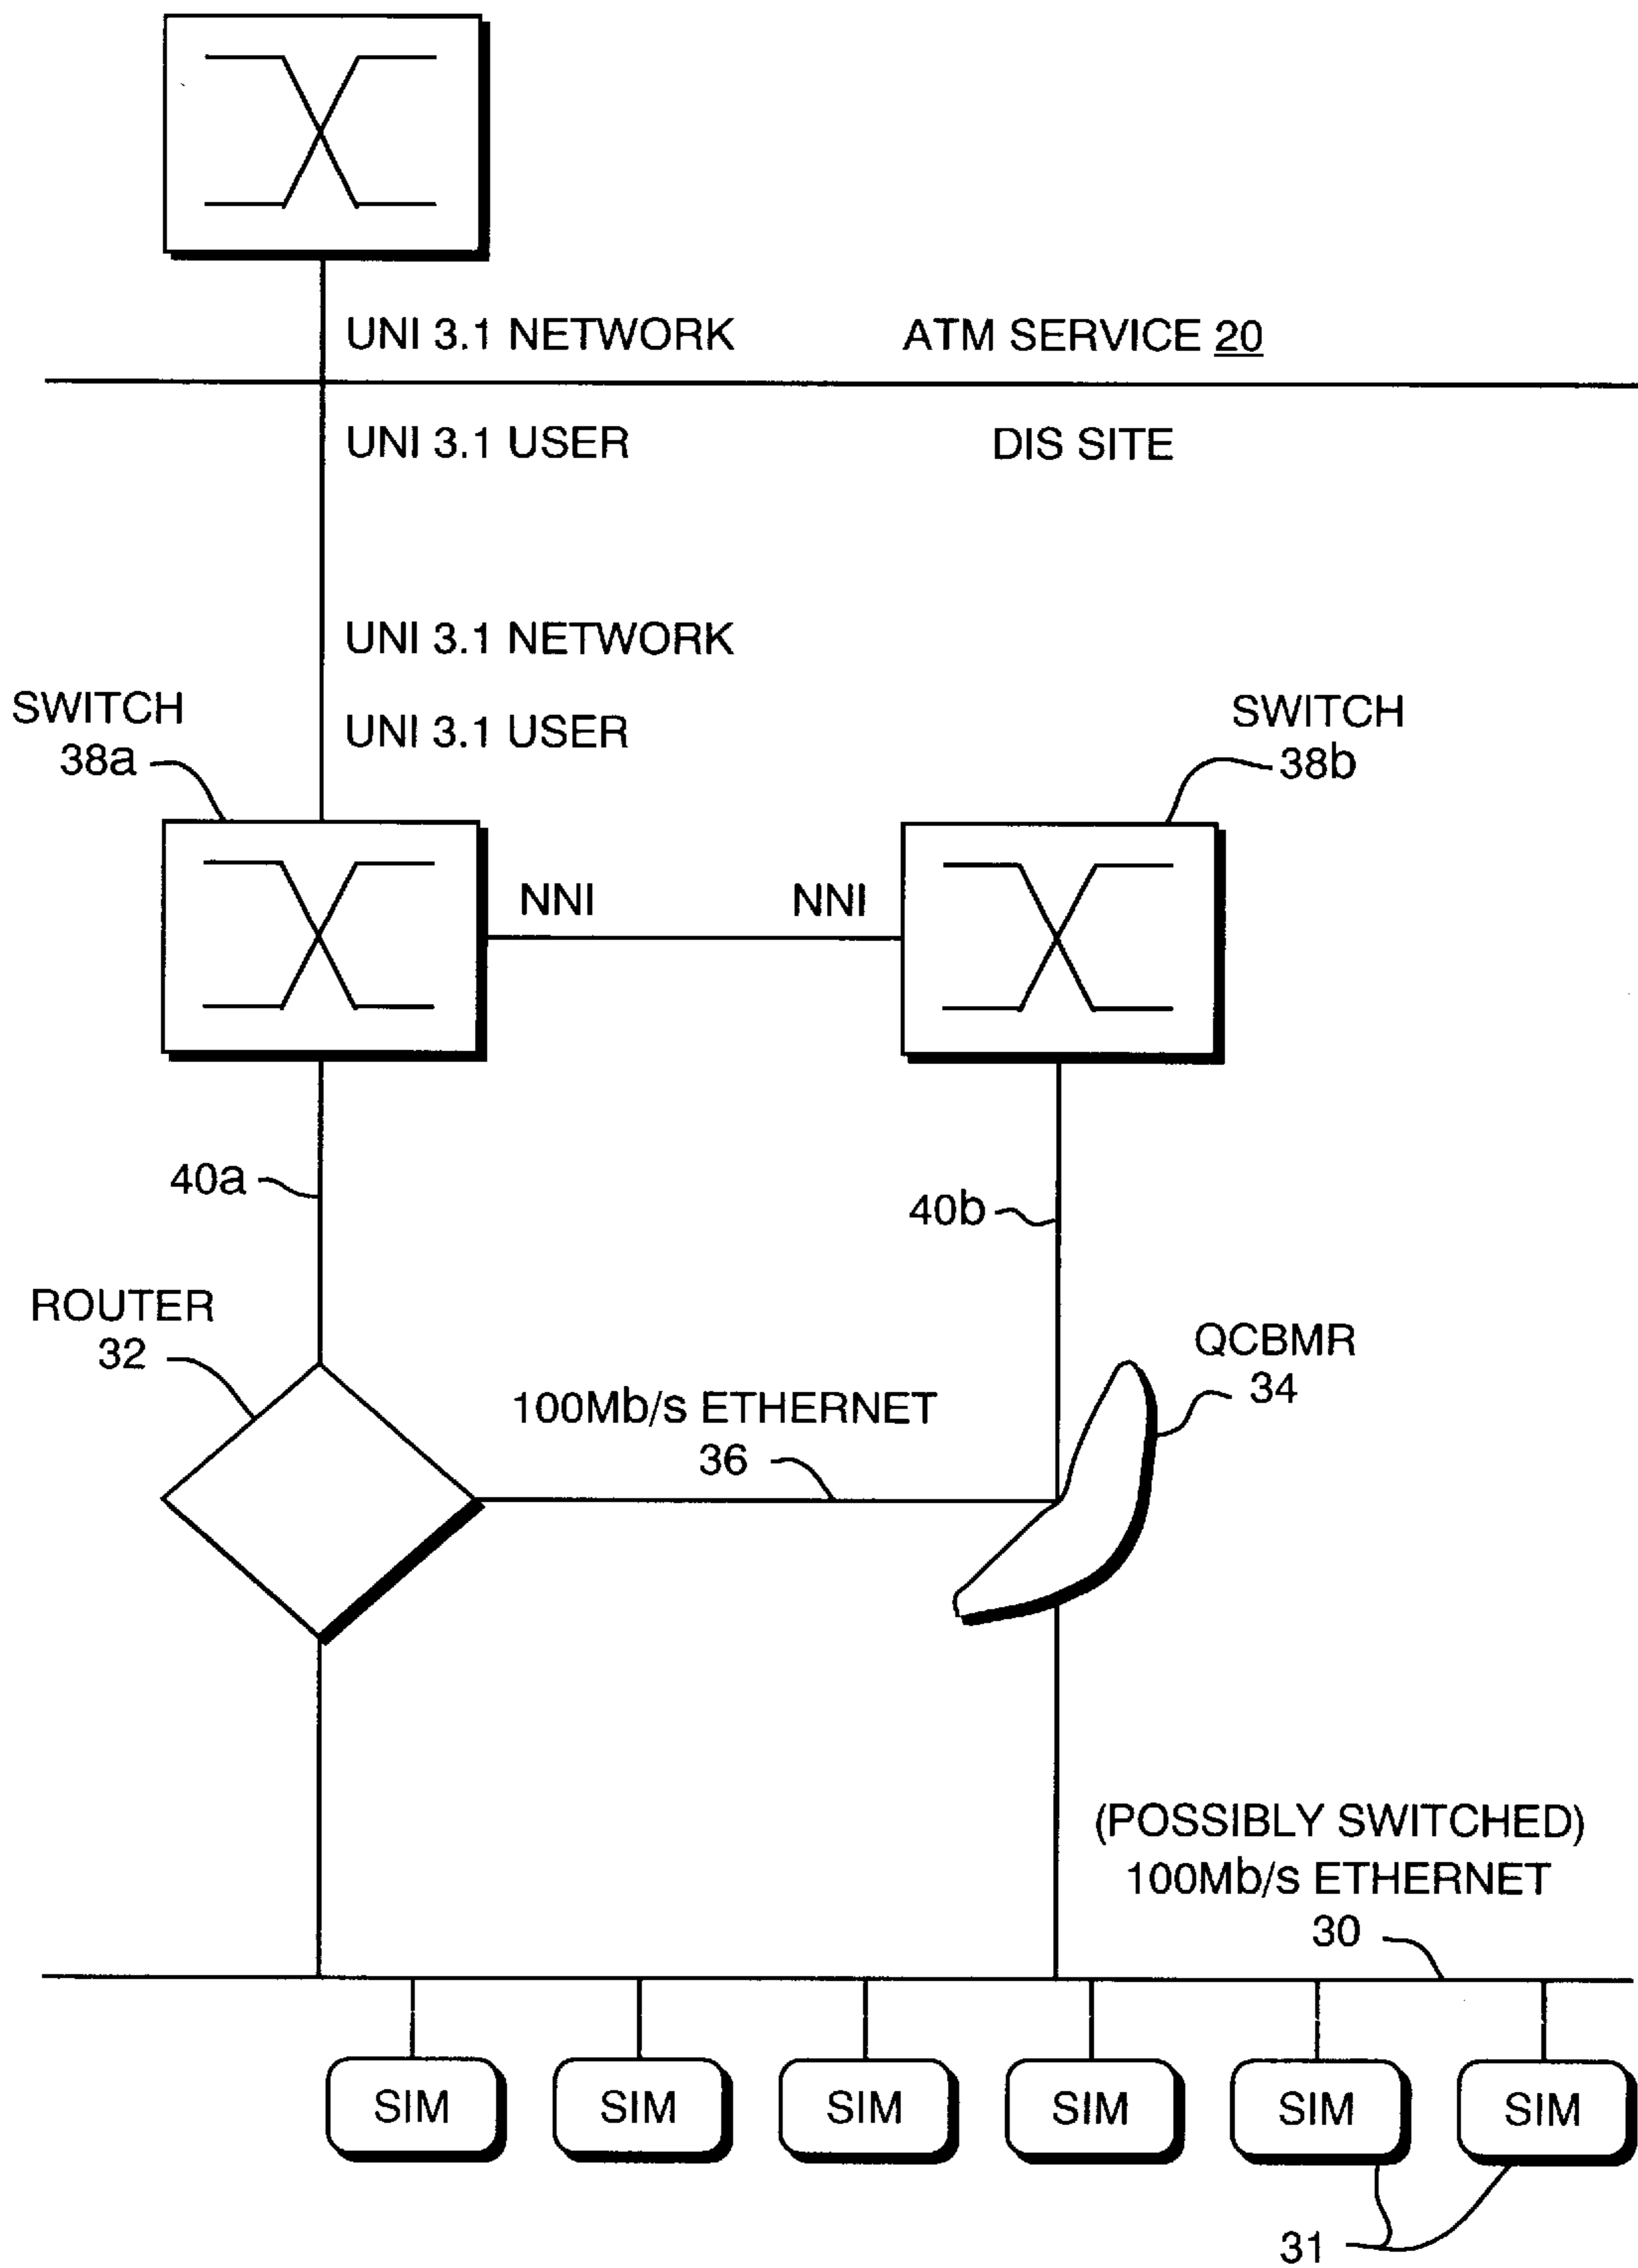 UNI 3.1 NETWORK
ATM SERVICE 20
UNI 3.1 USER
DIS SITE
UNI 3.1 NETWORK
SWITCH
38a
UNI 3.1 USER
SWITCH
38b
NNI
NNI
40a
40b
ROUTER
32
QCBMR
34
100Mb/s ETHERNET
36
(POSSIBLY SWITCHED)
100Mb/s ETHERNET
30
SIM
SIM
SIM
SIM
SIM
SIM
31